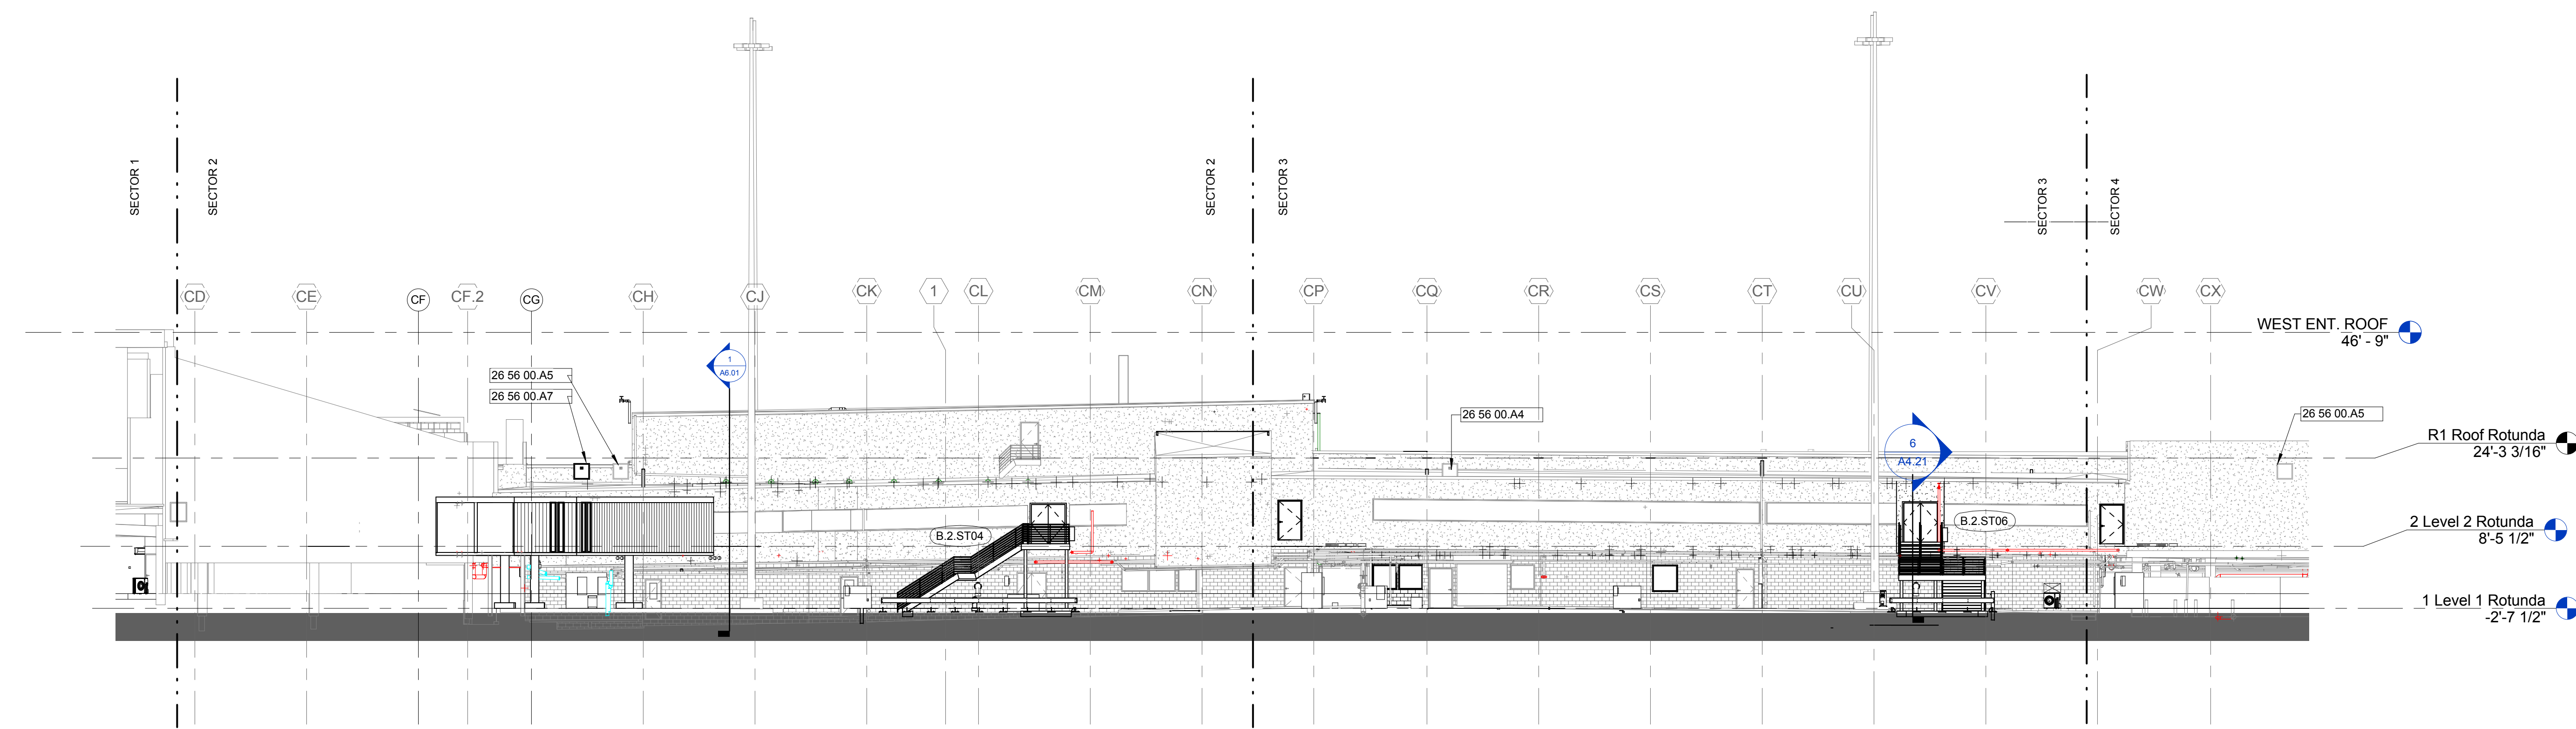 SECTOR 1
SECTOR 2
SECTOR 2
SECTOR 3
SECTOR 3
SECTOR 4
CD
CE
CF
CF.2
CG
CH
CJ
CK
1
CL
CM
CN
CP
CQ
CR
CS
CT
CU
CV
CW
CX
WEST ENT. ROOF
46' - 9"
1
A6.01
26 56 00.A5
26 56 00.A7
26 56 00.A4
26 56 00.A5
6
A4.21
R1 Roof Rotunda
24'-3 3/16"
B.2.ST04
B.2.ST06
2 Level 2 Rotunda
8'-5 1/2"
1 Level 1 Rotunda
-2'-7 1/2"